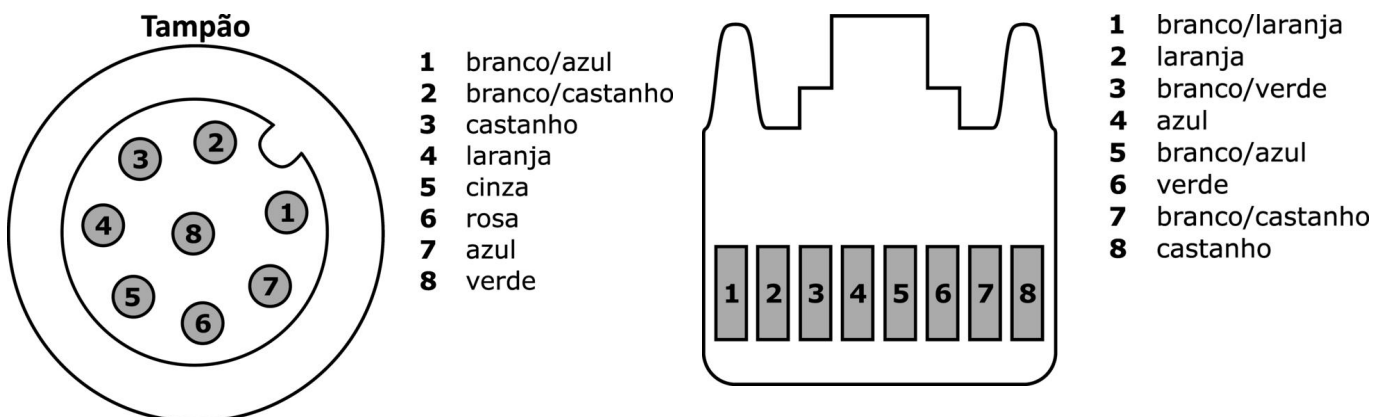 Tampão
3
2
4
8
1
5
7
6
1 branco/azul
2 branco/castanho
3 castanho
4 laranja
5 cinza
6 rosa
7 azul
8 verde
1 2 3 4 5 6 7 8
1 branco/laranja
2 laranja
3 branco/verde
4 azul
5 branco/azul
6 verde
7 branco/castanho
8 castanho